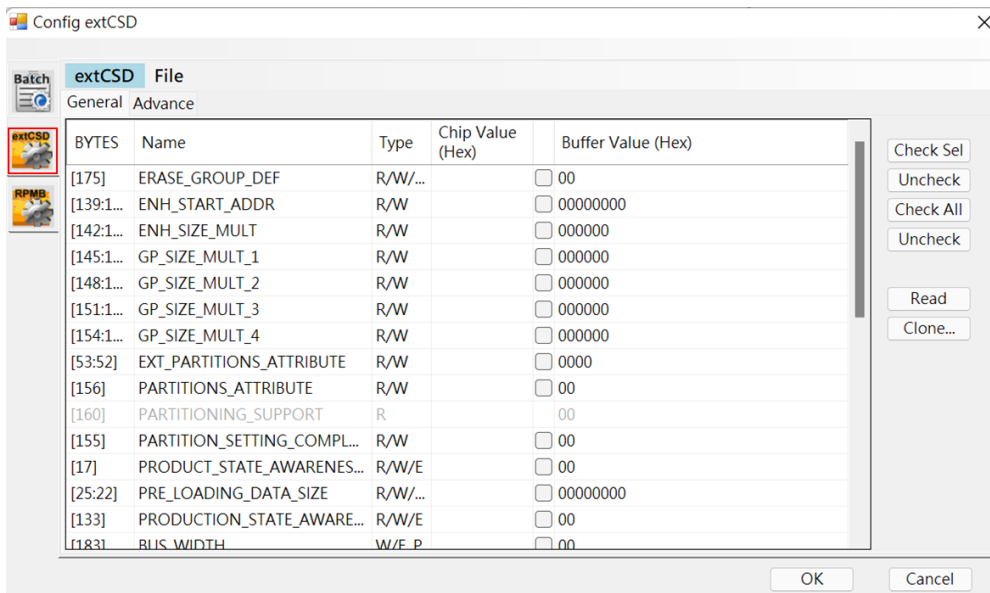 Config extCSD
Batch
extCSD File
General Advance
extCSD
RPMB
BYTES Name Type Chip Value (Hex) Buffer Value (Hex)
[175] ERASE_GROUP_DEF R/W/... 00
[139:1... ENH_START_ADDR R/W 00000000
[142:1... ENH_SIZE_MULT R/W 000000
[145:1... GP_SIZE_MULT_1 R/W 000000
[148:1... GP_SIZE_MULT_2 R/W 000000
[151:1... GP_SIZE_MULT_3 R/W 000000
[154:1... GP_SIZE_MULT_4 R/W 000000
[53:52] EXT_PARTITIONS_ATTRIBUTE R/W 0000
[156] PARTITIONS_ATTRIBUTE R/W 00
[160] PARTITIONING_SUPPORT R 00
[155] PARTITION_SETTING_COMPL... R/W 00
[17] PRODUCT_STATE_AWARENES... R/W/E 00
[25:22] PRE_LOADING_DATA_SIZE R/W/... 00000000
[133] PRODUCTION_STATE_AWARE... R/W/E 00
[183] BUS_WIDTH W/E_P 00
Check Sel
Uncheck
Check All
Uncheck
Read
Clone...
OK Cancel